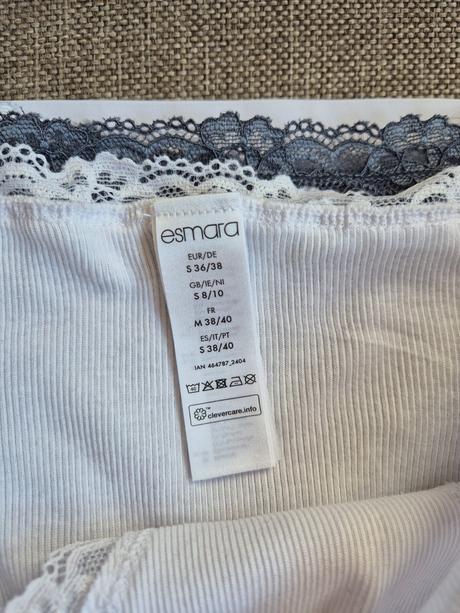 esmara
EUR/DE
S 36/38
GB/IE/NI
S 8/10
FR
M 38/40
ES/IT/PT
S 38/40
IAN 464787_2404
40
clevercare.info